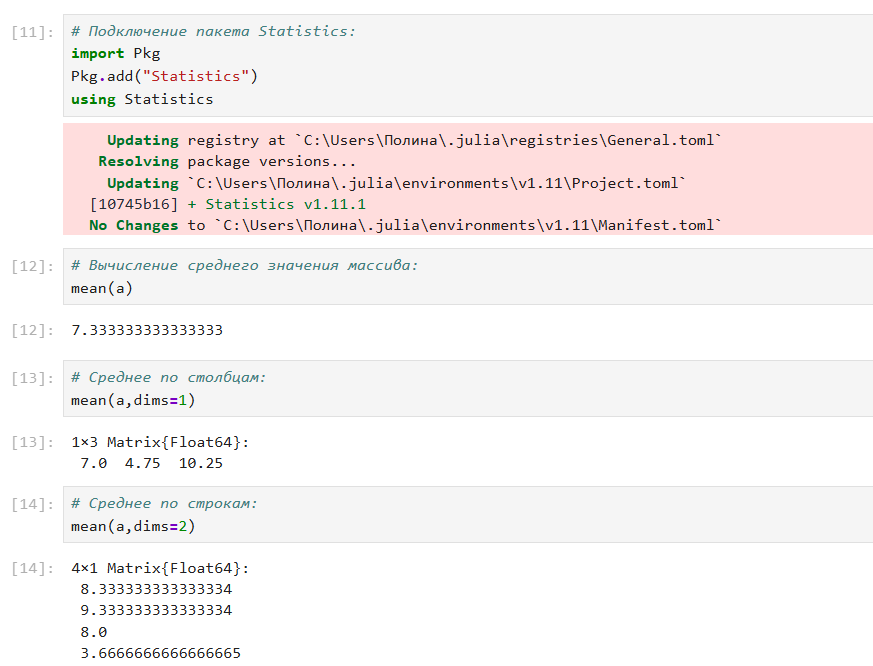 [11]: # Подключение пакета Statistics:
import Pkg
Pkg.add("Statistics")
using Statistics
Updating registry at `C:\Users\Полина\.julia\registries\General.toml`
Resolving package versions...
Updating `C:\Users\Полина\.julia\environments\v1.11\Project.toml`
[10745b16] + Statistics v1.11.1
No Changes to `C:\Users\Полина\.julia\environments\v1.11\Manifest.toml`
[12]: # Вычисление среднего значения массива:
mean(a)
[12]: 7.333333333333333
[13]: # Среднее по столбцам:
mean(a,dims=1)
[13]: 1×3 Matrix{Float64}:
7.0 4.75 10.25
[14]: # Среднее по строкам:
mean(a,dims=2)
[14]: 4×1 Matrix{Float64}:
8.333333333333334
9.333333333333334
8.0
3.6666666666666665